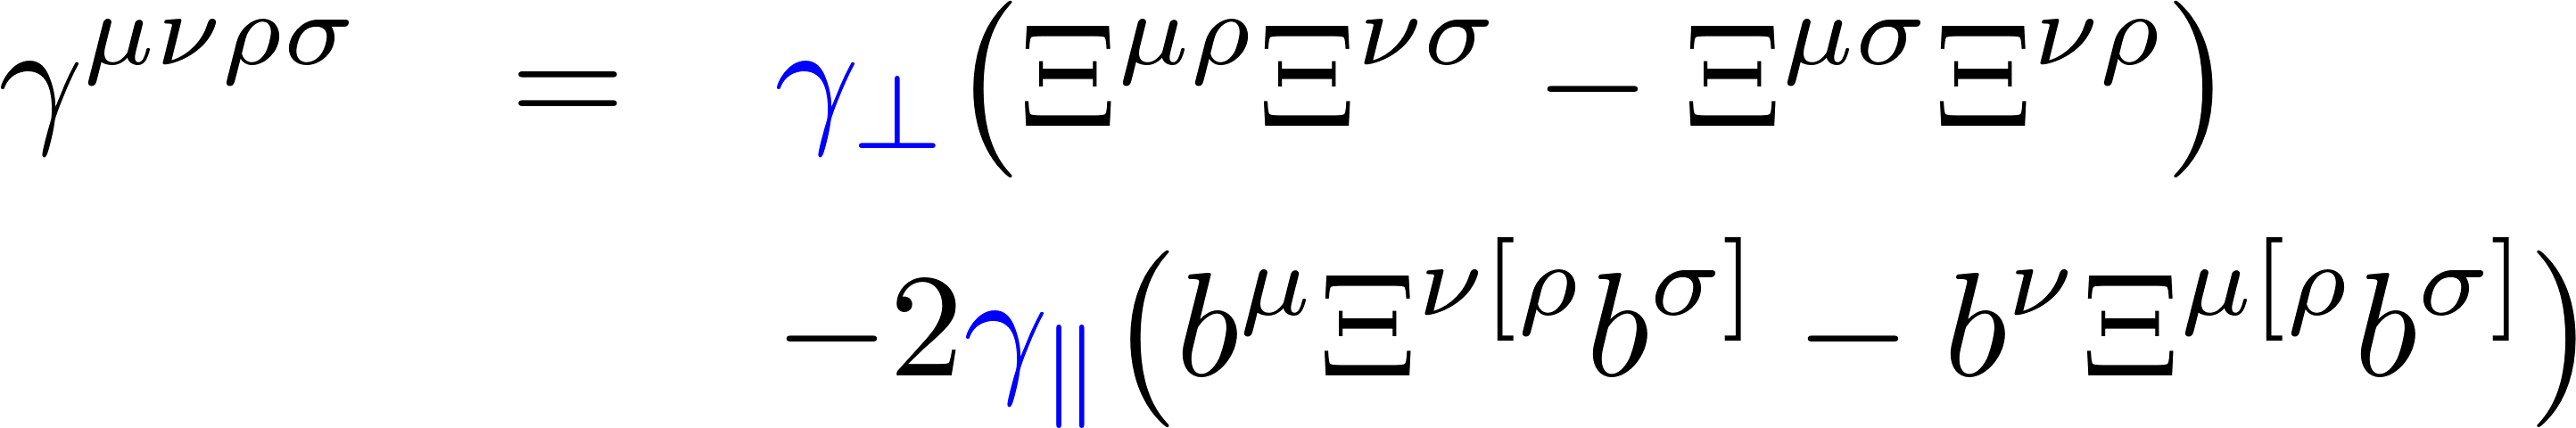 γ^{μνρσ} = γ_⊥ (Ξ^{μρ}Ξ^{νσ} − Ξ^{μσ}Ξ^{νρ})
−2γ_∥ (b^μ Ξ^{ν[ρ} b^{σ]} − b^ν Ξ^{μ[ρ} b^{σ]})